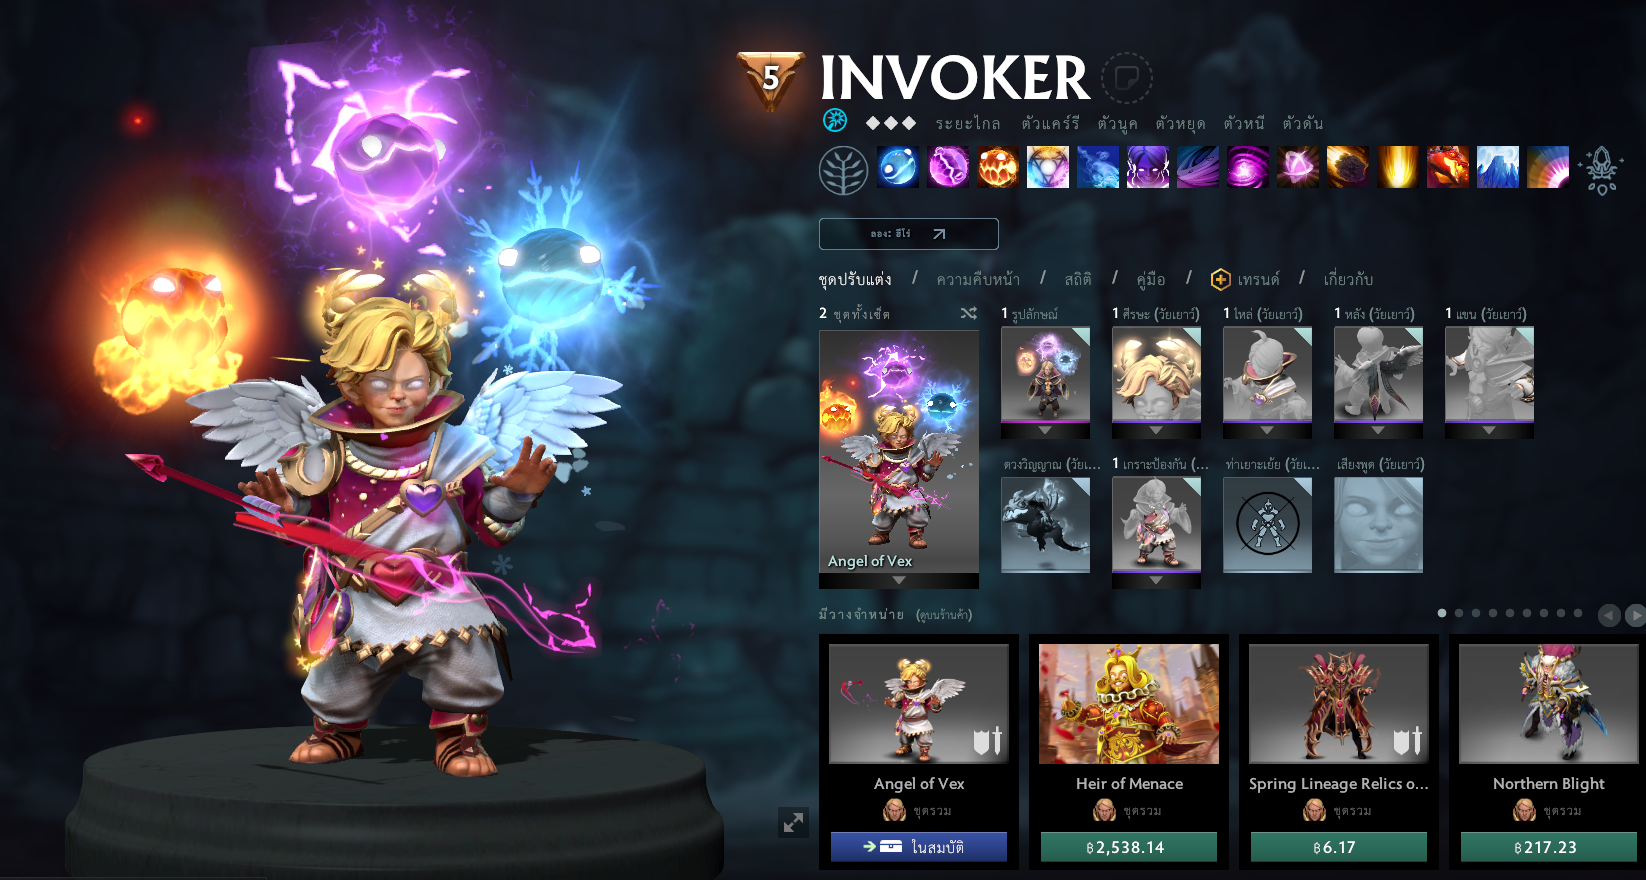 5 INVOKER
ระยะไกล ตัวแคร์รี ตัวนูค ตัวหยุด ตัวหนี ตัวดัน
ลอง: ฮีโร่
ชุดปรับแต่ง / ความคืบหน้า / สถิติ / คู่มือ / เทรนด์ / เกี่ยวกับ
2 ชุดทั้งเซ็ต
1 รูปลักษณ์ 1 ศีรษะ (วัยเยาว์) 1 ไหล่ (วัยเยาว์) 1 หลัง (วัยเยาว์) 1 แขน (วัยเยาว์)
ดวงวิญญาณ (วัยเ... 1 เกราะป้องกัน (... ท่าเยาะเย้ย (วัยเ... เสียงพูด (วัยเยาว์)
Angel of Vex
มีวางจำหน่าย (ดูบนร้านค้า)
Angel of Vex Heir of Menace Spring Lineage Relics o... Northern Blight
ชุดรวม ชุดรวม ชุดรวม ชุดรวม
ในสมบัติ ฿2,538.14 ฿6.17 ฿217.23